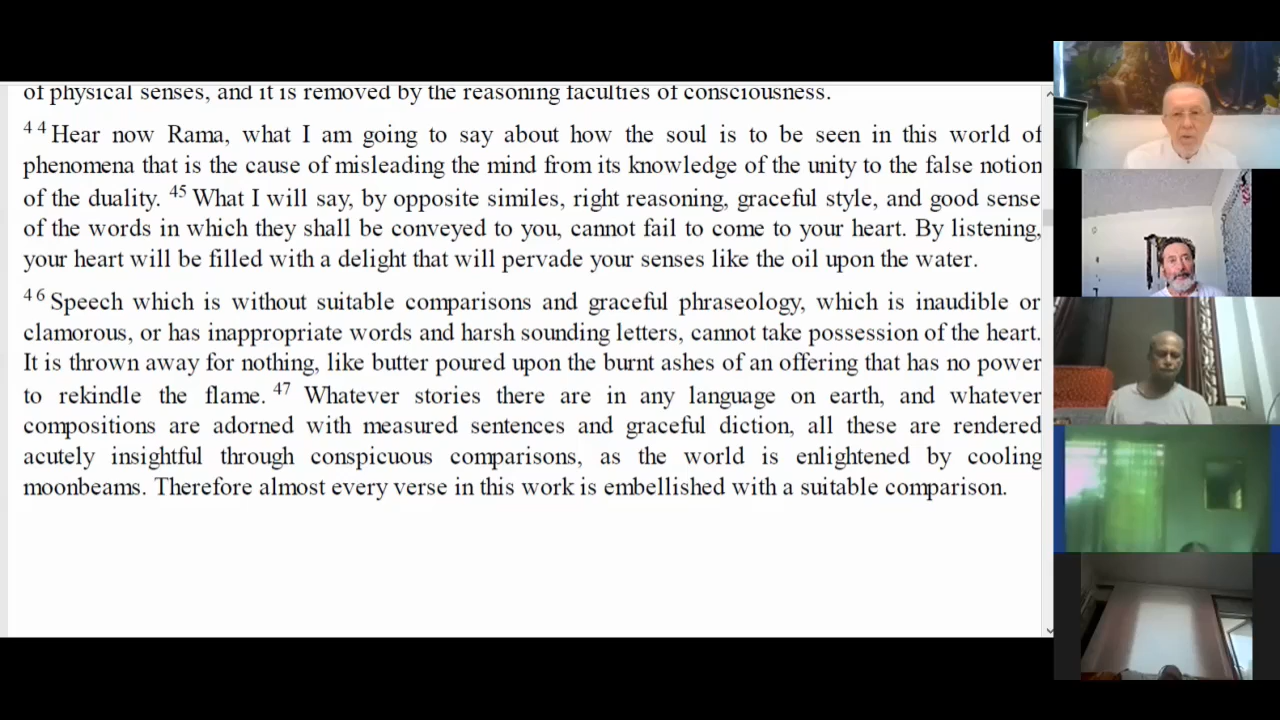 of physical senses, and it is removed by the reasoning faculties of consciousness.
44 Hear now Rama, what I am going to say about how the soul is to be seen in this world of
phenomena that is the cause of misleading the mind from its knowledge of the unity to the false notion
of the duality. 45 What I will say, by opposite similes, right reasoning, graceful style, and good sense
of the words in which they shall be conveyed to you, cannot fail to come to your heart. By listening,
your heart will be filled with a delight that will pervade your senses like the oil upon the water.
46 Speech which is without suitable comparisons and graceful phraseology, which is inaudible or
clamorous, or has inappropriate words and harsh sounding letters, cannot take possession of the heart.
It is thrown away for nothing, like butter poured upon the burnt ashes of an offering that has no power
to rekindle the flame. 47 Whatever stories there are in any language on earth, and whatever
compositions are adorned with measured sentences and graceful diction, all these are rendered
acutely insightful through conspicuous comparisons, as the world is enlightened by cooling
moonbeams. Therefore almost every verse in this work is embellished with a suitable comparison.